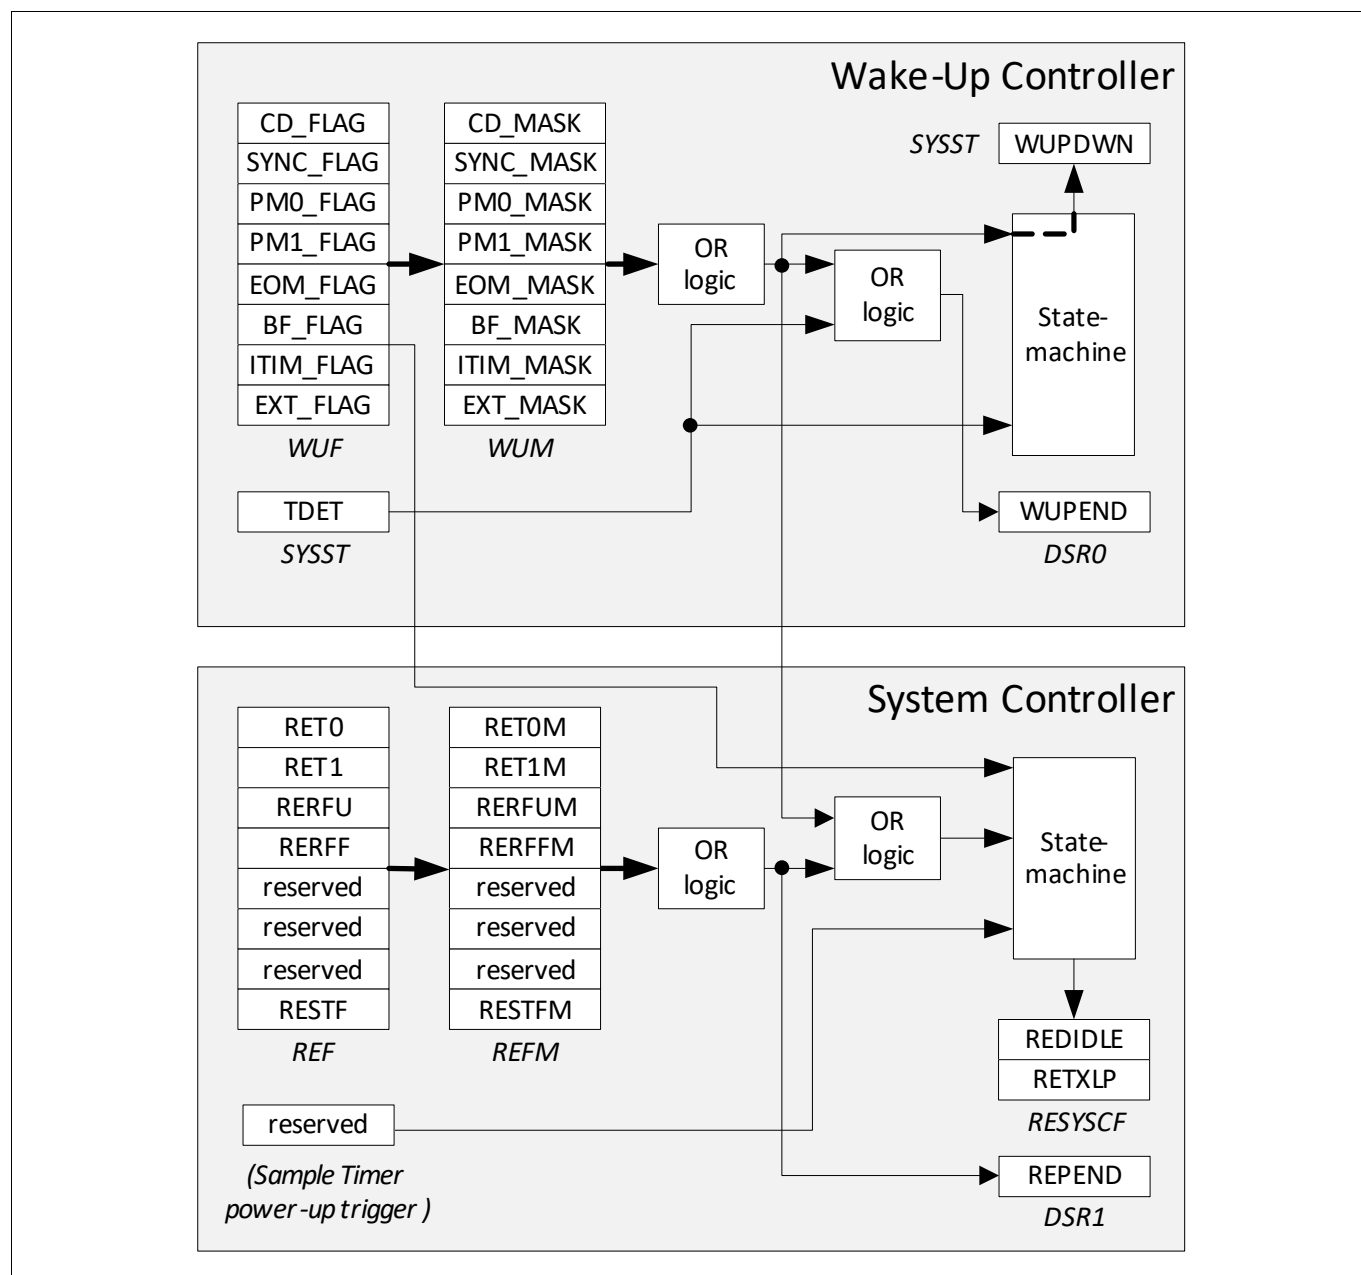 Wake-Up Controller
CD_FLAG
SYNC_FLAG
PM0_FLAG
PM1_FLAG
EOM_FLAG
BF_FLAG
ITIM_FLAG
EXT_FLAG
WUF
CD_MASK
SYNC_MASK
PM0_MASK
PM1_MASK
EOM_MASK
BF_MASK
ITIM_MASK
EXT_MASK
WUM
TDET
SYSST
OR
logic
OR
logic
SYSST
WUPDWN
State-
machine
WUPEND
DSR0
System Controller
RET0
RET1
RERFU
RERFF
reserved
reserved
reserved
RESTF
REF
RET0M
RET1M
RERFUM
RERFFM
reserved
reserved
reserved
RESTFM
REFM
reserved
(Sample Timer
power-up trigger )
OR
logic
OR
logic
State-
machine
REDIDLE
RETXLP
RESYSCF
REPEND
DSR1